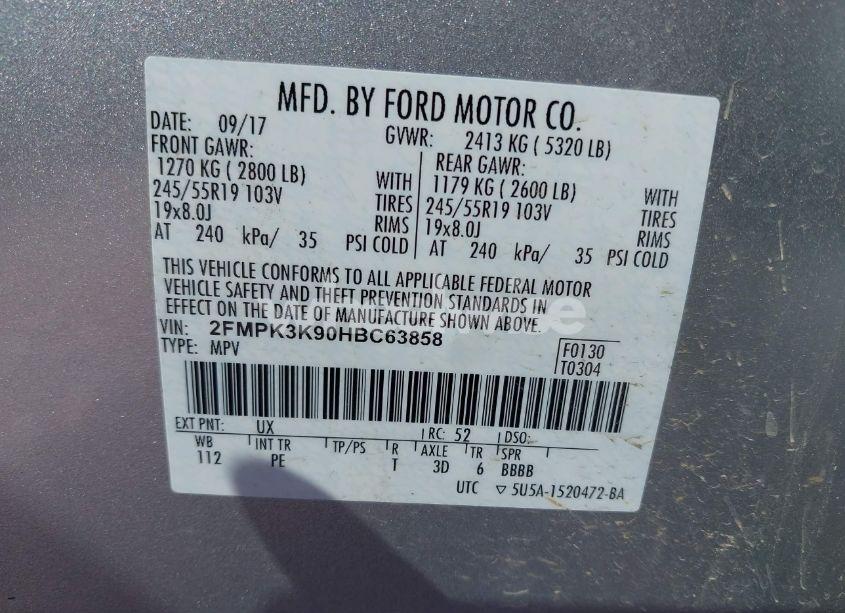 MFD. BY FORD MOTOR CO.
DATE: 09/17 GVWR: 2413 KG ( 5320 LB)
FRONT GAWR: REAR GAWR:
1270 KG ( 2800 LB) WITH 1179 KG ( 2600 LB) WITH
245/55R19 103V TIRES 245/55R19 103V TIRES
19x8.0J RIMS 19x8.0J RIMS
AT 240 kPa/ 35 PSI COLD AT 240 kPa/ 35 PSI COLD
THIS VEHICLE CONFORMS TO ALL APPLICABLE FEDERAL MOTOR
VEHICLE SAFETY AND THEFT PREVENTION STANDARDS IN
EFFECT ON THE DATE OF MANUFACTURE SHOWN ABOVE.
VIN: 2FMPK3K90HBC63858
TYPE: MPV
F0130
T0304
EXT PNT: UX RC: 52 DSO:
WB INT TR TP/PS R AXLE TR SPR
112 PE T 3D 6 BBBB
UTC ▽ 5U5A-1520472-BA